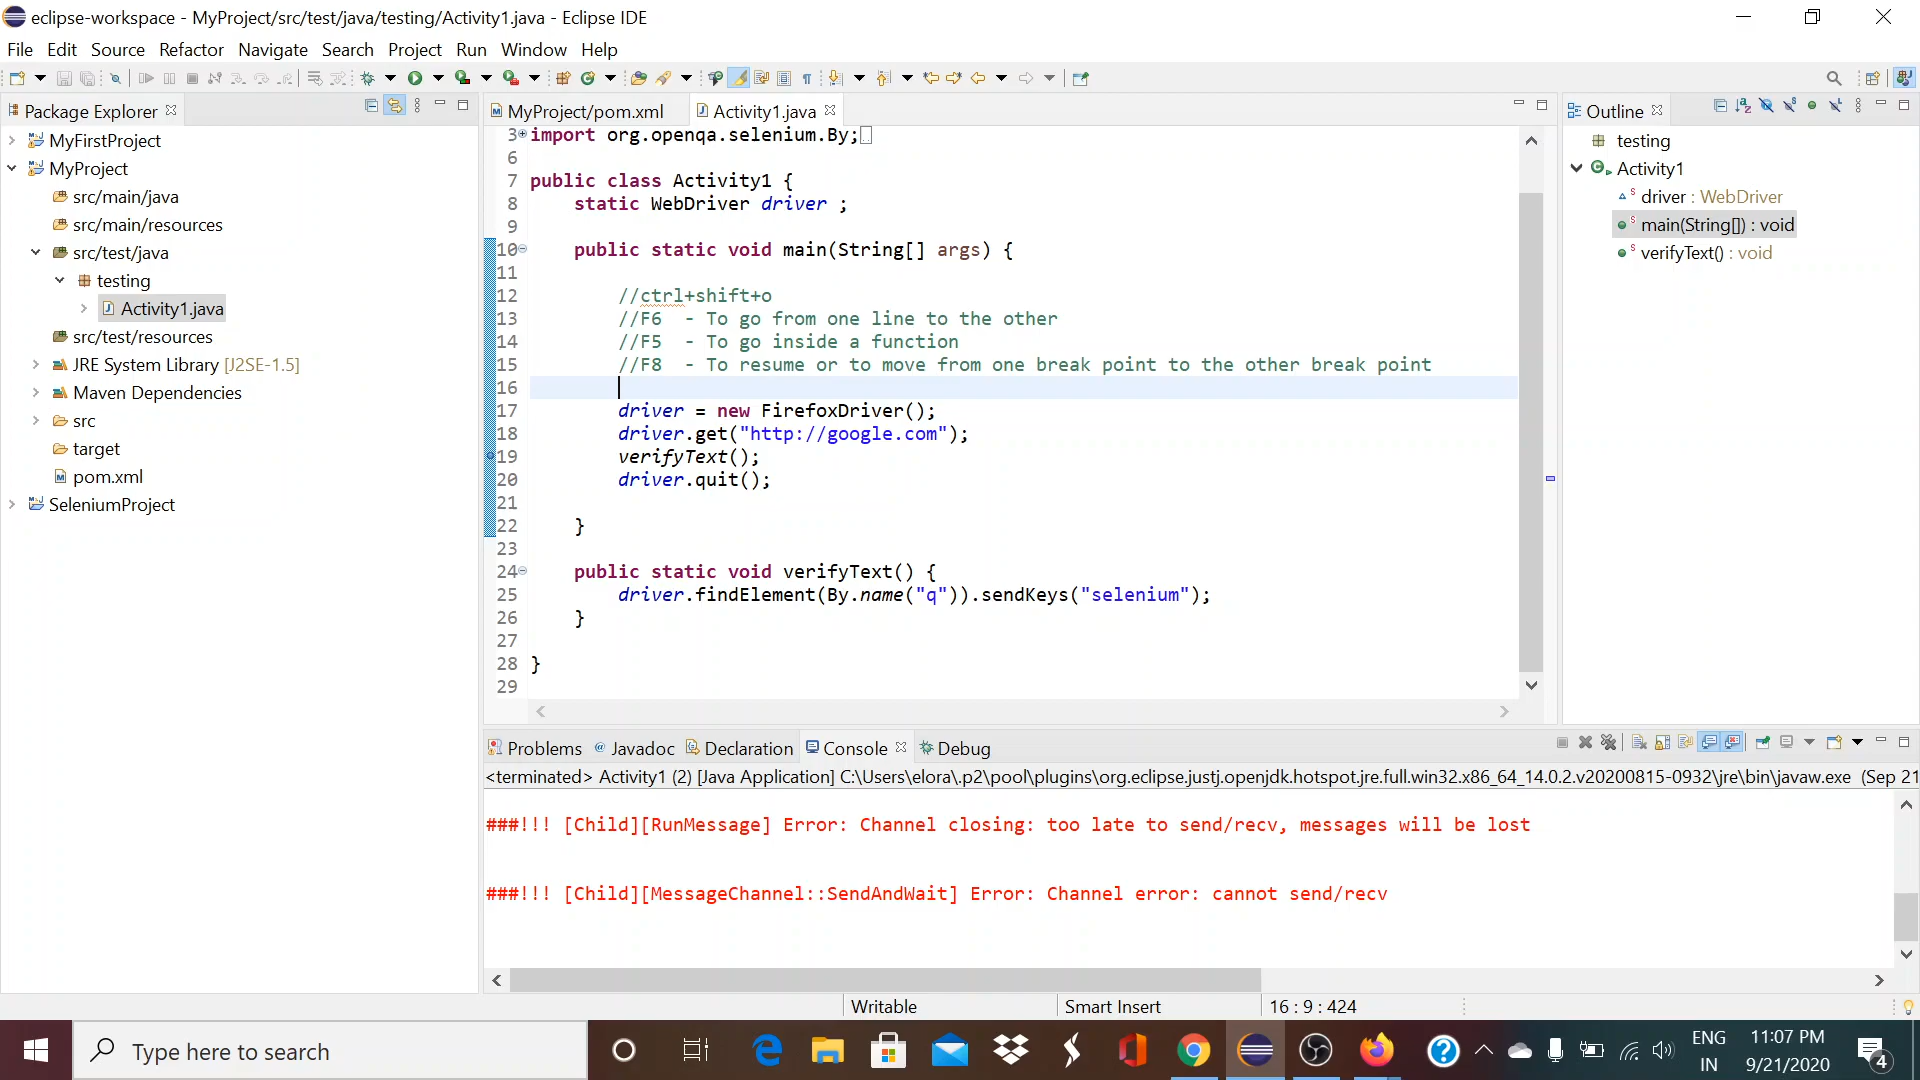 eclipse-workspace - MyProject/src/test/java/testing/Activity1.java - Eclipse IDE
File Edit Source Refactor Navigate Search Project Run Window Help
Package Explorer
MyFirstProject
MyProject
src/main/java
src/main/resources
src/test/java
testing
Activity1.java
src/test/resources
JRE System Library [J2SE-1.5]
Maven Dependencies
src
target
pom.xml
SeleniumProject
MyProject/pom.xml Activity1.java
3 import org.openqa.selenium.By;
6
7 public class Activity1 {
8 static WebDriver driver ;
9
10 public static void main(String[] args) {
11
12 //ctrl+shift+o
13 //F6 - To go from one line to the other
14 //F5 - To go inside a function
15 //F8 - To resume or to move from one break point to the other break point
16
17 driver = new FirefoxDriver();
18 driver.get("http://google.com");
19 verifyText();
20 driver.quit();
21
22 }
23
24 public static void verifyText() {
25 driver.findElement(By.name("q")).sendKeys("selenium");
26 }
27
28 }
29
Outline
testing
Activity1
driver : WebDriver
main(String[]) : void
verifyText() : void
Problems @ Javadoc Declaration Console Debug
<terminated> Activity1 (2) [Java Application] C:\Users\elora\.p2\pool\plugins\org.eclipse.justj.openjdk.hotspot.jre.full.win32.x86_64_14.0.2.v20200815-0932\jre\bin\javaw.exe (Sep 21
###!!! [Child][RunMessage] Error: Channel closing: too late to send/recv, messages will be lost
###!!! [Child][MessageChannel::SendAndWait] Error: Channel error: cannot send/recv
Writable Smart Insert 16 : 9 : 424
Type here to search
ENG
IN
11:07 PM
9/21/2020
4